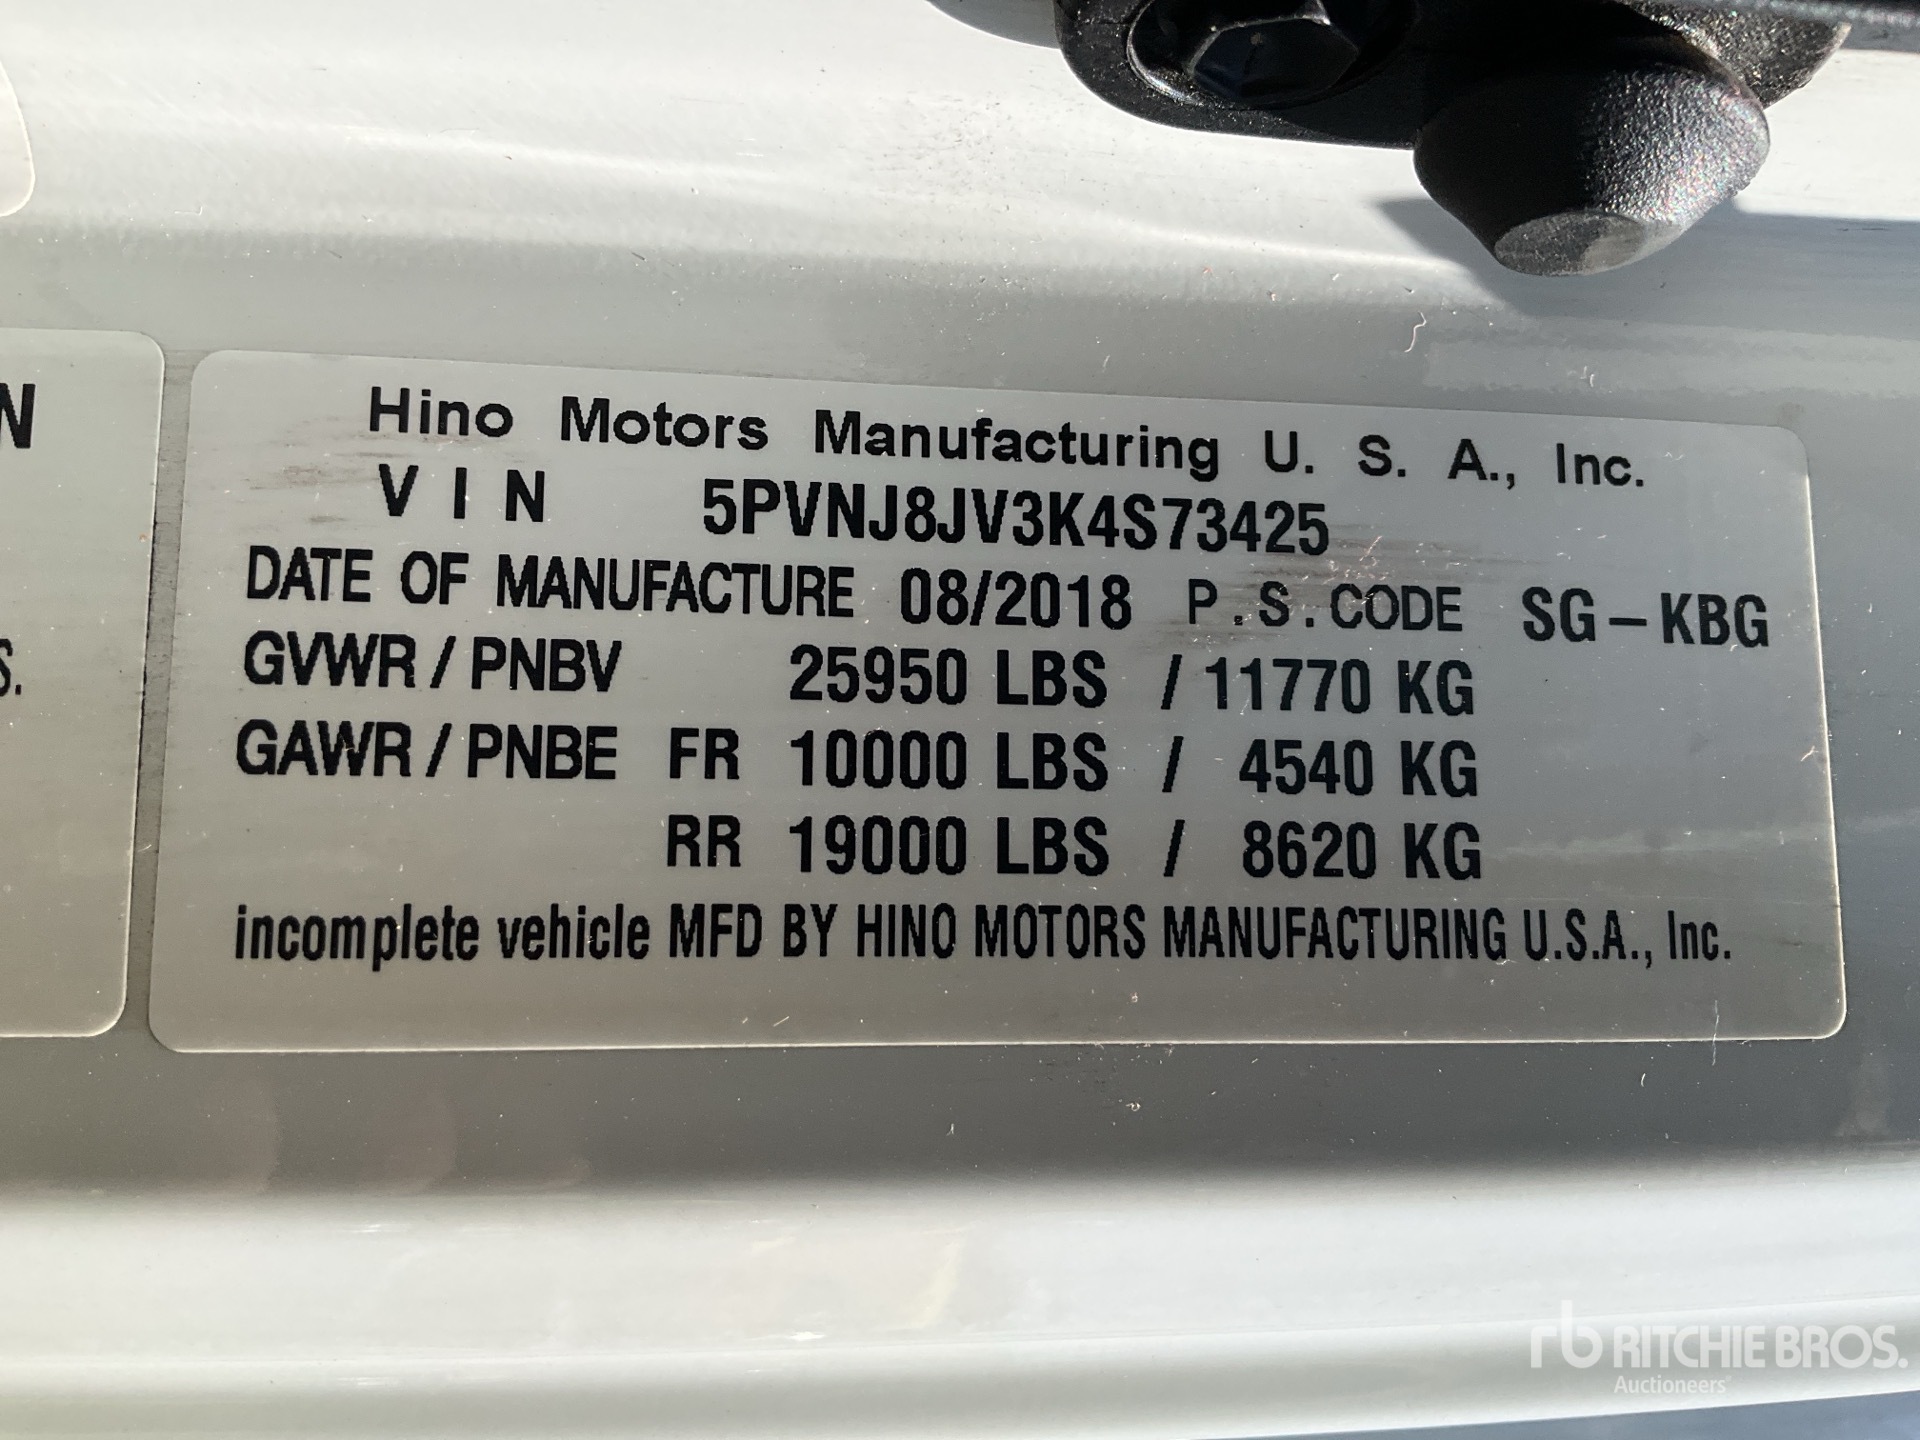 N
S.
Hino Motors Manufacturing U. S. A., Inc.
VIN 5PVNJ8JV3K4S73425
DATE OF MANUFACTURE 08/2018 P.S.CODE SG-KBG
GVWR/PNBV 25950 LBS / 11770 KG
GAWR/PNBE FR 10000 LBS / 4540 KG
RR 19000 LBS / 8620 KG
incomplete vehicle MFD BY HINO MOTORS MANUFACTURING U.S.A., Inc.
rb RITCHIE BROS.
Auctioneers